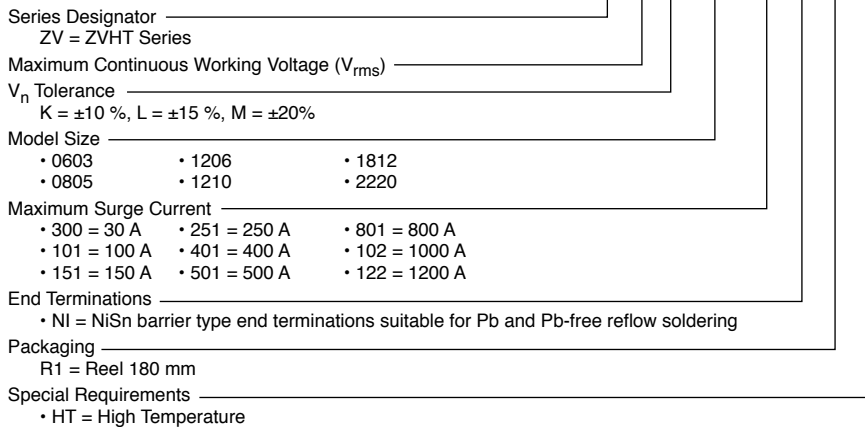 Series Designator
ZV = ZVHT Series
Maximum Continuous Working Voltage (Vrms)
Vn Tolerance
K = ±10 %, L = ±15 %, M = ±20%
Model Size
• 0603 • 1206 • 1812
• 0805 • 1210 • 2220
Maximum Surge Current
• 300 = 30 A • 251 = 250 A • 801 = 800 A
• 101 = 100 A • 401 = 400 A • 102 = 1000 A
• 151 = 150 A • 501 = 500 A • 122 = 1200 A
End Terminations
• NI = NiSn barrier type end terminations suitable for Pb and Pb-free reflow soldering
Packaging
R1 = Reel 180 mm
Special Requirements
• HT = High Temperature